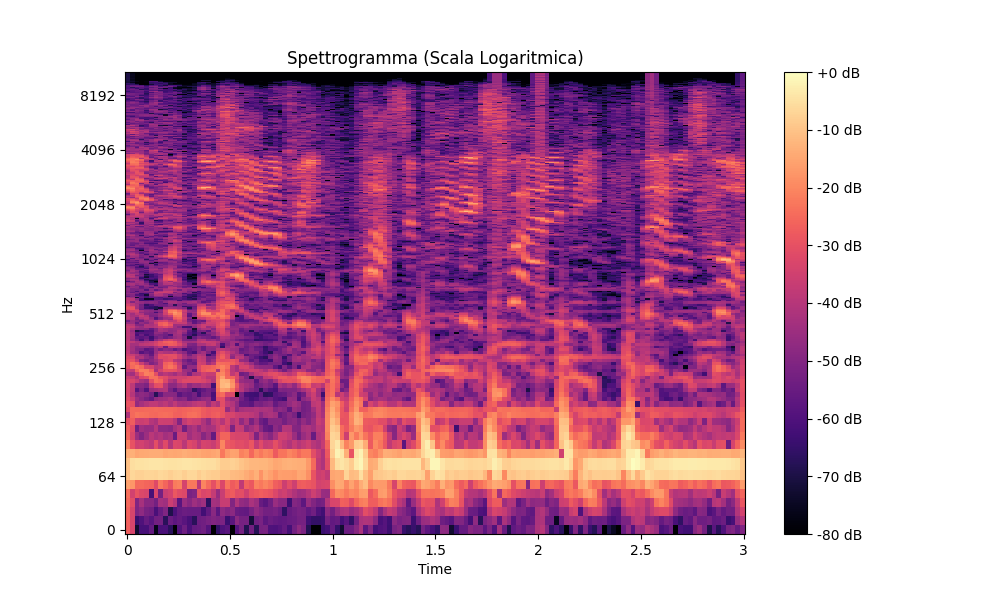 Spettrogramma (Scala Logaritmica)
Hz
8192
4096
2048
1024
512
256
128
64
0
0 0.5 1 1.5 2 2.5 3
Time
+0 dB
-10 dB
-20 dB
-30 dB
-40 dB
-50 dB
-60 dB
-70 dB
-80 dB